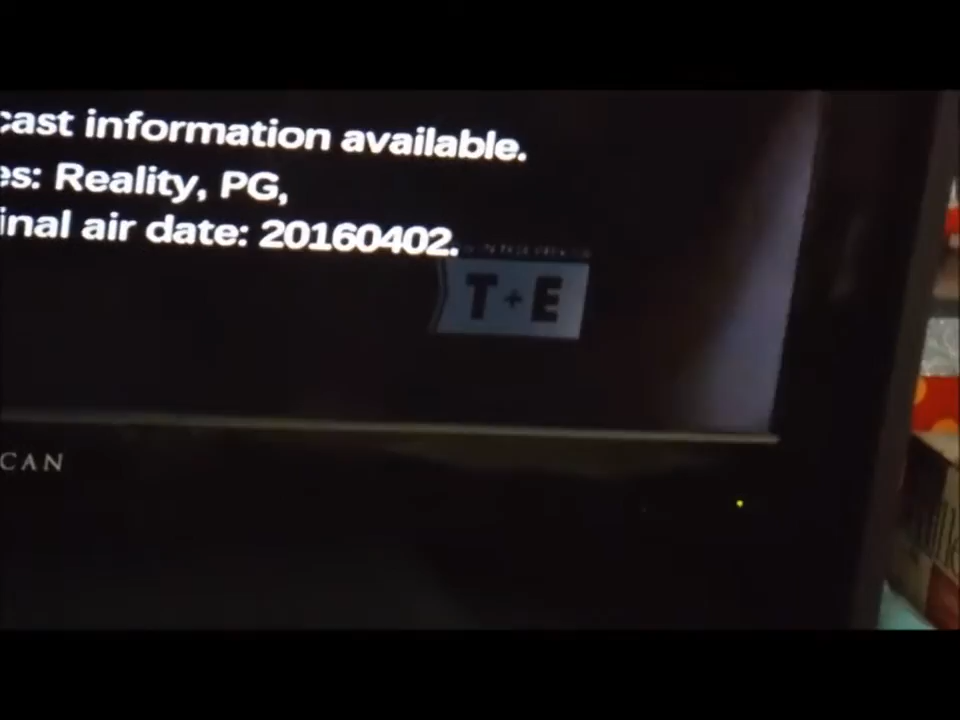 cast information available.
es: Reality, PG,
inal air date: 20160402.
T+E
CAN